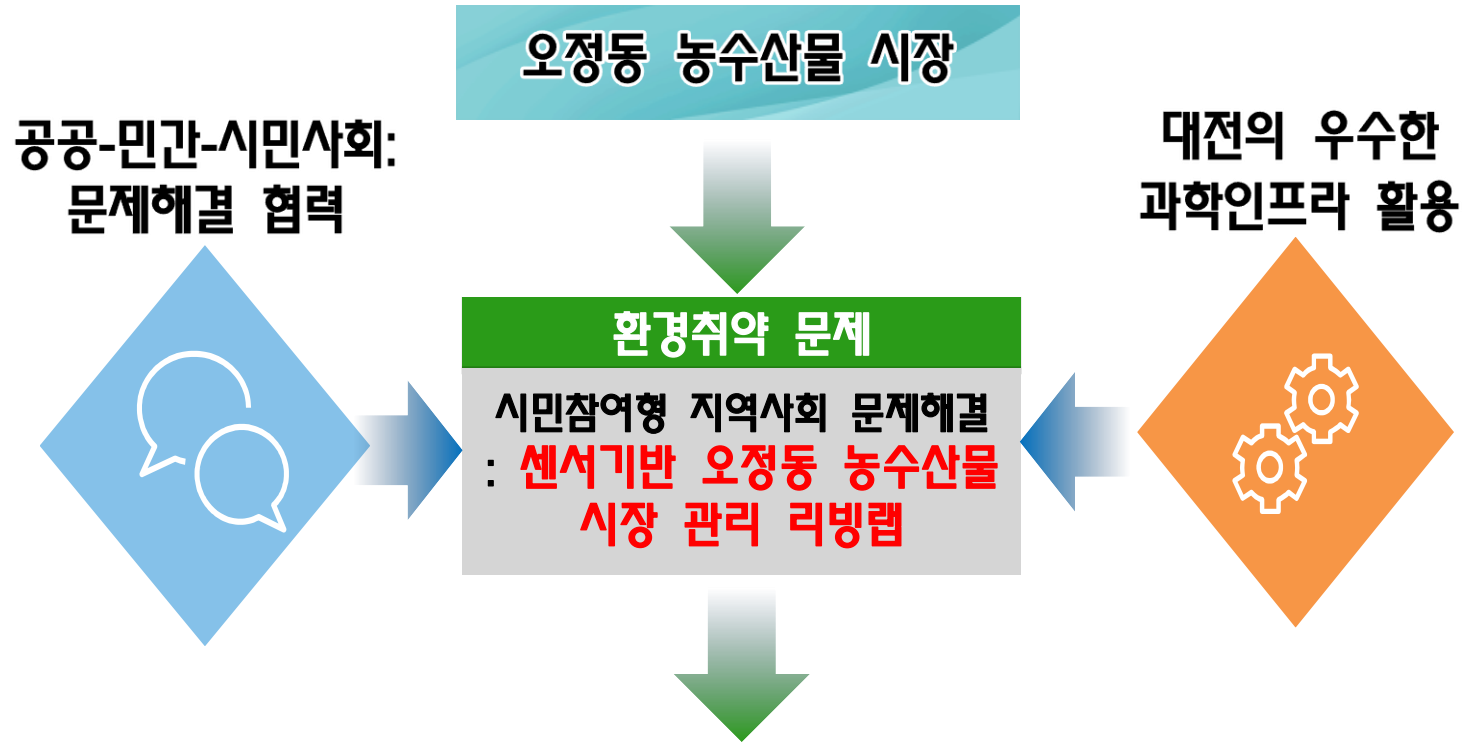 오정동 농수산물 시장
공공-민간-시민사회:
문제해결 협력
대전의 우수한
과학인프라 활용
환경취약 문제
시민참여형 지역사회 문제해결
: 센서기반 오정동 농수산물
시장 관리 리빙랩